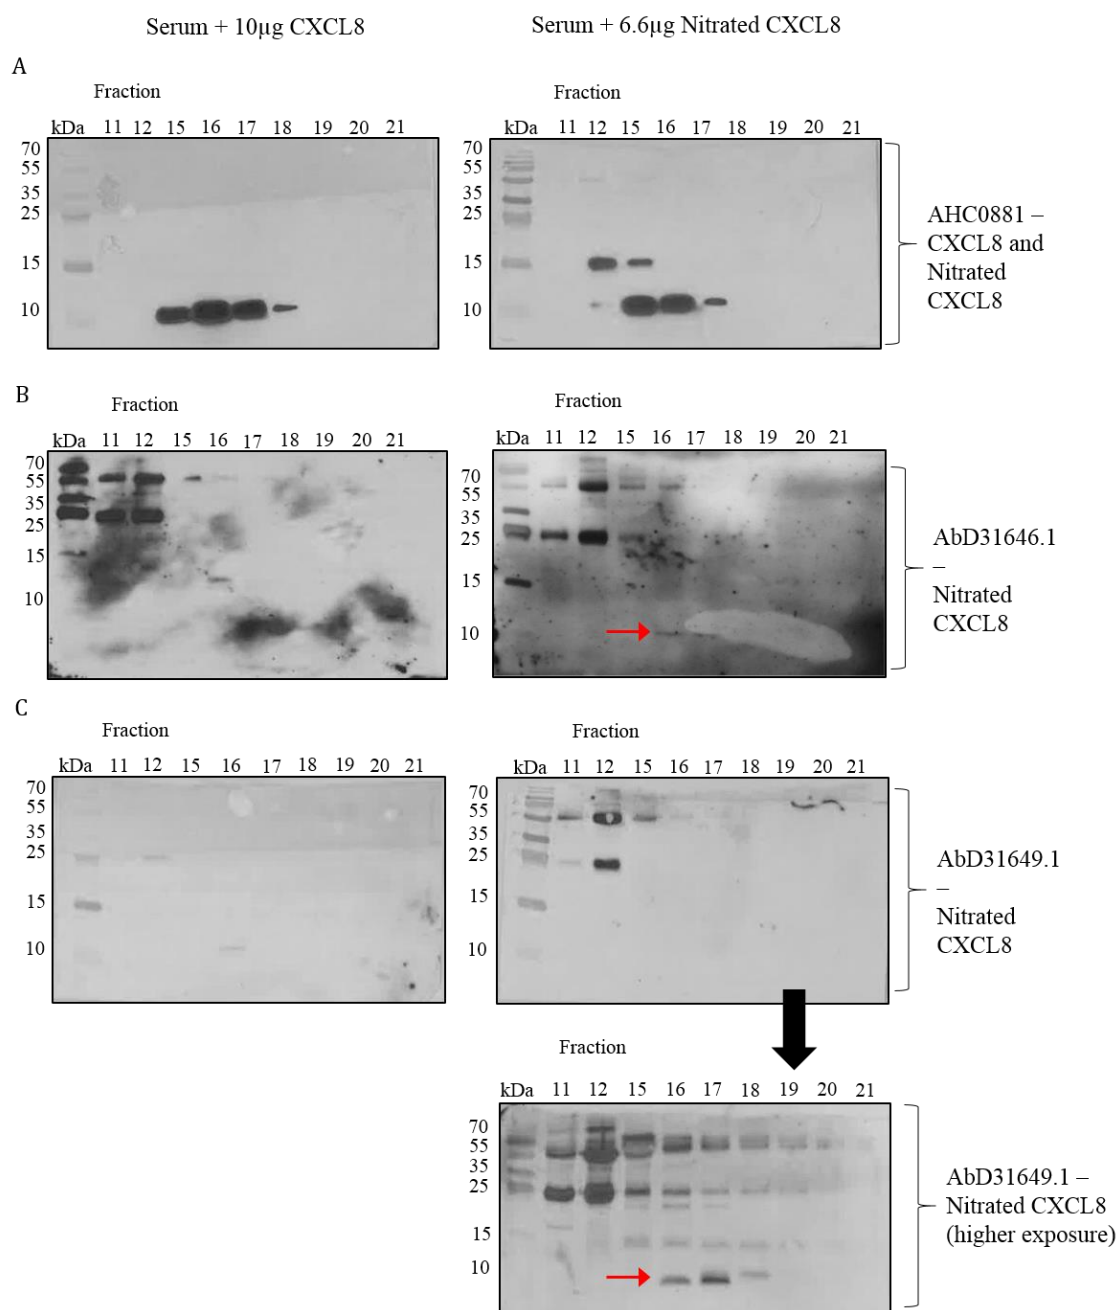 Serum + 10µg CXCL8
Serum + 6.6µg Nitrated CXCL8
A
Fraction
kDa 11 12 15 16 17 18 19 20 21
70
55
35
25
15
10
Fraction
kDa 11 12 15 16 17 18 19 20 21
70
55
35
25
15
10
AHC0881 –
CXCL8 and
Nitrated
CXCL8
B
Fraction
kDa 11 12 15 16 17 18 19 20 21
70
55
35
25
15
10
Fraction
kDa 11 12 15 16 17 18 19 20 21
70
55
35
25
15
10
AbD31646.1
–
Nitrated
CXCL8
C
Fraction
kDa 11 12 15 16 17 18 19 20 21
70
55
35
25
15
10
Fraction
kDa 11 12 15 16 17 18 19 20 21
70
55
35
25
15
10
AbD31649.1
–
Nitrated
CXCL8
Fraction
kDa 11 12 15 16 17 18 19 20 21
70
55
35
25
15
10
AbD31649.1 –
Nitrated CXCL8
(higher exposure)